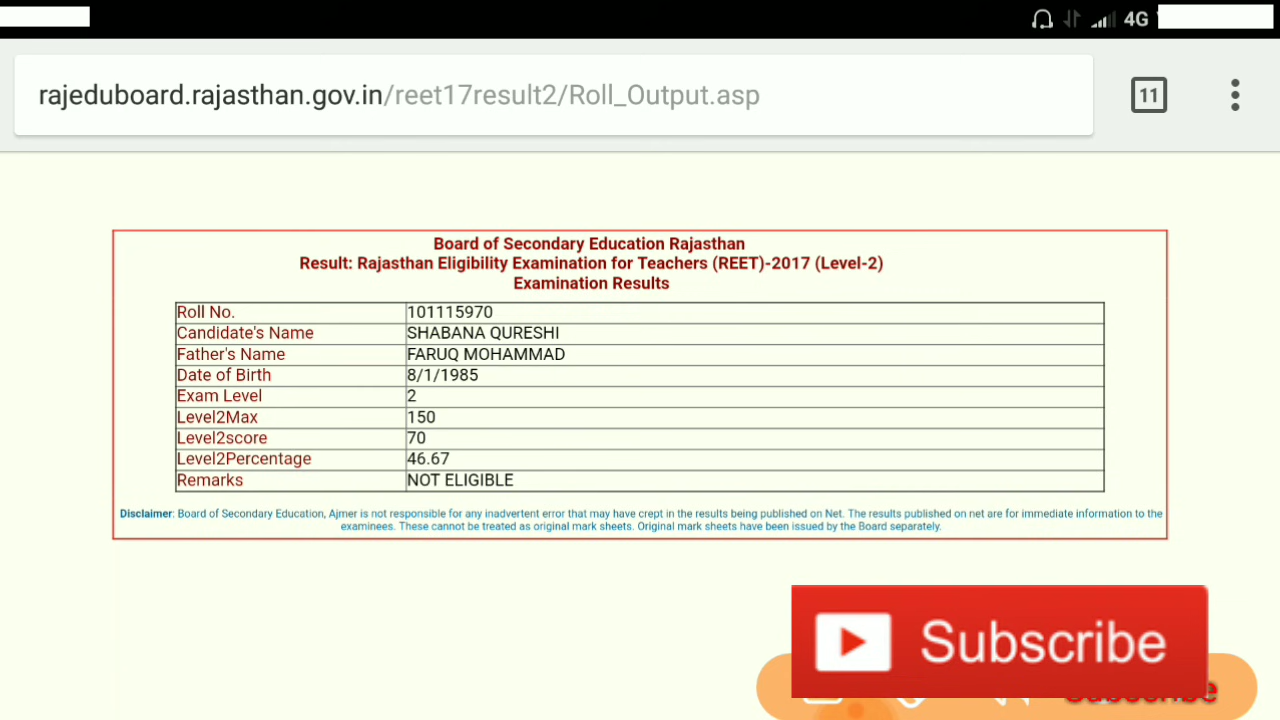 4G
rajeduboard.rajasthan.gov.in/reet17result2/Roll_Output.asp
11
Board of Secondary Education Rajasthan
Result: Rajasthan Eligibility Examination for Teachers (REET)-2017 (Level-2)
Examination Results
Roll No. 101115970
Candidate's Name SHABANA QURESHI
Father's Name FARUQ MOHAMMAD
Date of Birth 8/1/1985
Exam Level 2
Level2Max 150
Level2score 70
Level2Percentage 46.67
Remarks NOT ELIGIBLE
Disclaimer: Board of Secondary Education, Ajmer is not responsible for any inadvertent error that may have crept in the results being published on Net. The results published on net are for immediate information to the
examinees. These cannot be treated as original mark sheets. Original mark sheets have been issued by the Board separately.
Subscribe
Subscribe